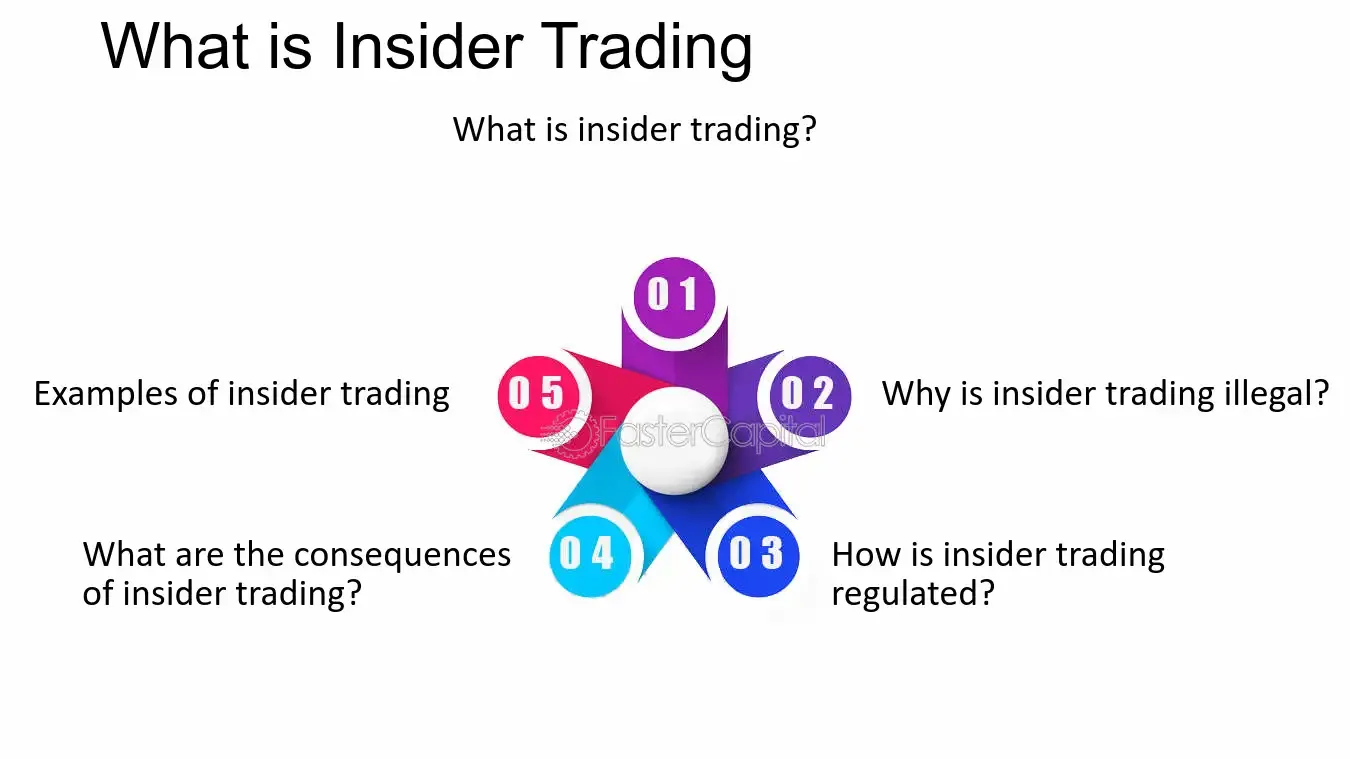 What is Insider Trading
What is insider trading?
01
02
Why is insider trading illegal?
03
How is insider trading
regulated?
04
What are the consequences
of insider trading?
05
Examples of insider trading
FasterCapital